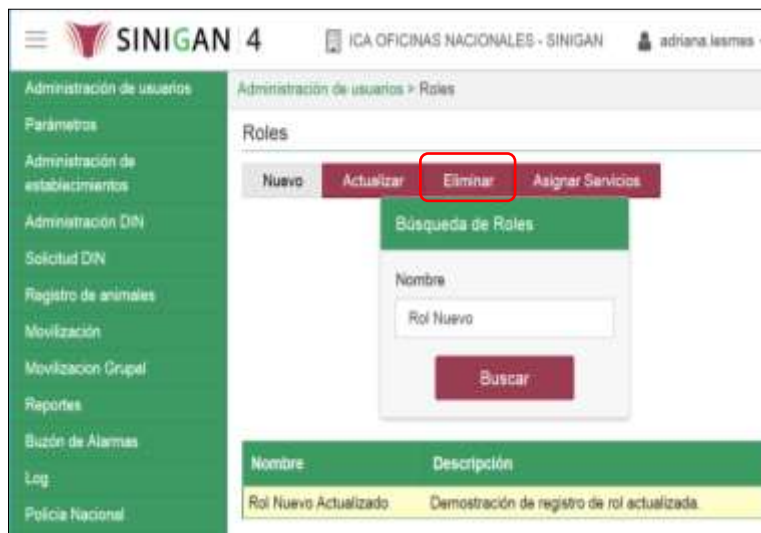 SINIGAN 4
ICA OFICINAS NACIONALES - SINIGAN
adriana.lesmes
Administración de usuarios
Parámetros
Administración de
establecimientos
Administración DIN
Solicitud DIN
Registro de animales
Movilización
Movilizacion Grupal
Reportes
Buzón de Alarmas
Log
Policía Nacional
Administración de usuarios > Roles
Roles
Nuevo Actualizar Eliminar Asignar Servicios
Búsqueda de Roles
Nombre
Rol Nuevo
Buscar
Nombre Descripción
Rol Nuevo Actualizado Demostración de registro de rol actualizada.